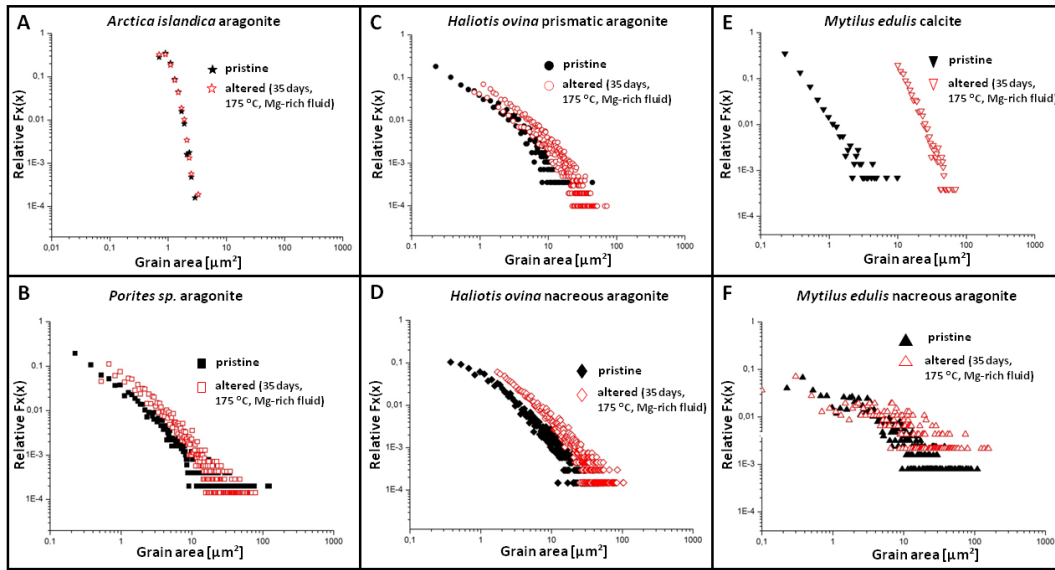 A
Arctica islandica aragonite
Relative Fx(x)
1
0,1
0,01
1E-3
1E-4
pristine
altered (35 days,
175 °C, Mg-rich fluid)
0,01
0,1
1
10
100
1000
Grain area [µm²]
C
Haliotis ovina prismatic aragonite
Relative Fx(x)
1
0,1
0,01
1E-3
1E-4
pristine
altered (35 days,
175 °C, Mg-rich fluid)
0,1
1
10
100
1000
Grain area [µm²]
E
Mytilus edulis calcite
Relative Fx(x)
1
0,1
0,01
1E-3
1E-4
pristine
altered (35 days,
175 °C, Mg-rich fluid)
0,1
1
10
100
1000
Grain area [µm²]
B
Porites sp. aragonite
Relative Fx(x)
1
0,1
0,01
1E-3
1E-4
pristine
altered (35 days,
175 °C, Mg-rich fluid)
0,1
1
10
100
1000
Grain area [µm²]
D
Haliotis ovina nacreous aragonite
Relative Fx(x)
1
0,1
0,01
1E-3
1E-4
pristine
altered (35 days,
175 °C, Mg-rich fluid)
0,1
1
10
100
1000
Grain area [µm²]
F
Mytilus edulis nacreous aragonite
Relative Fx(x)
1
0,1
0,01
1E-3
1E-4
pristine
altered (35 days,
175 °C, Mg-rich fluid)
0,1
1
10
100
1000
Grain area [µm²]